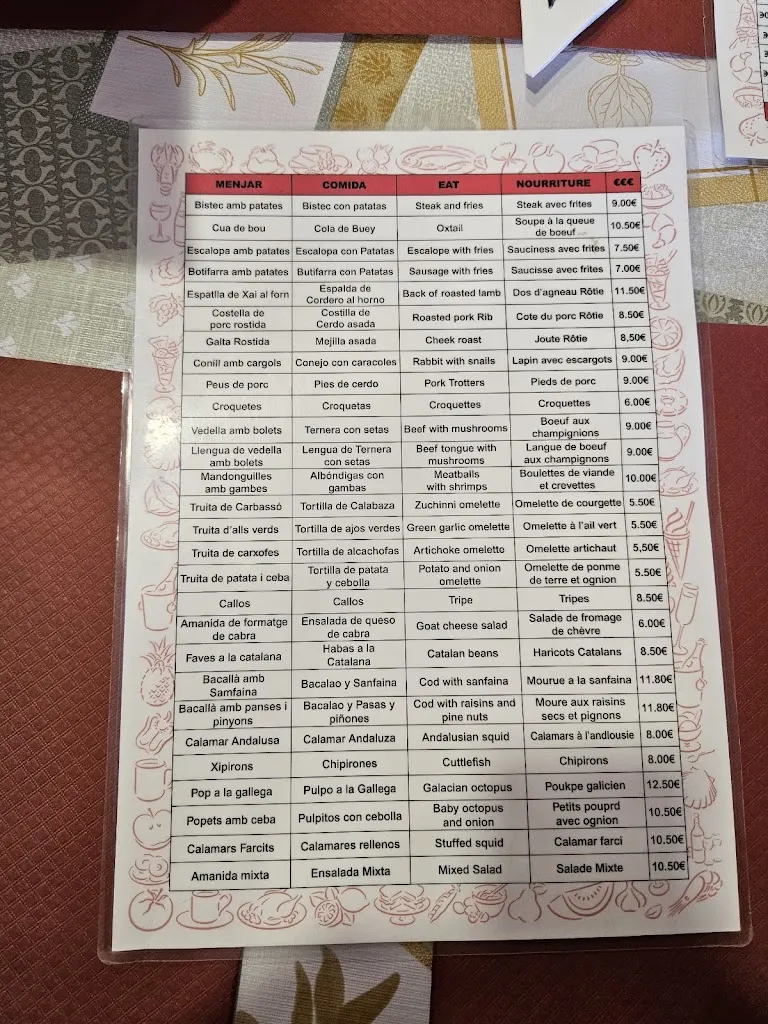 MENJAR COMIDA EAT NOURRITURE €€€
Bistec amb patates Bistec con patatas Steak and fries Steak avec frites 9.00€
Cua de bou Cola de Buey Oxtail Soupe à la queue de boeuf 10.50€
Escalopa amb patates Escalopa con Patatas Escalope with fries Sauciness avec frites 7.50€
Botifarra amb patates Butifarra con Patatas Sausage with fries Saucisse avec frites 7.00€
Espatlla de Xai al forn Espalda de Cordero al horno Back of roasted lamb Dos d'agneau Rôtie 11.50€
Costella de porc rostida Costilla de Cerdo asada Roasted pork Rib Cote du porc Rôtie 8.50€
Galta Rostida Mejilla asada Cheek roast Joute Rôtie 8,50€
Conill amb cargols Conejo con caracoles Rabbit with snails Lapin avec escargots 9.00€
Peus de porc Pies de cerdo Pork Trotters Pieds de porc 9.00€
Croquetes Croquetas Croquettes Croquettes 6.00€
Vedella amb bolets Ternera con setas Beef with mushrooms Boeuf aux champignions 9.00€
Llengua de vedella amb bolets Lengua de Ternera con setas Beef tongue with mushrooms Langue de boeuf aux champignons 9.00€
Mandonguilles amb gambes Albóndigas con gambas Meatballs with shrimps Boulettes de viande et crevettes 10.00€
Truita de Carbassó Tortilla de Calabaza Zuchinni omelette Omelette de courgette 5.50€
Truita d'alls verds Tortilla de ajos verdes Green garlic omelette Omelette à l'ail vert 5.50€
Truita de carxofes Tortilla de alcachofas Artichoke omelette Omelette artichaut 5,50€
Truita de patata i ceba Tortilla de patata y cebolla Potato and onion omelette Omelette de ponme de terre et ognion 5.50€
Callos Callos Tripe Tripes 8.50€
Amanida de formatge de cabra Ensalada de queso de cabra Goat cheese salad Salade de fromage de chèvre 6.00€
Faves a la catalana Habas a la Catalana Catalan beans Haricots Catalans 8.50€
Bacallà amb Samfaina Bacalao y Sanfaina Cod with sanfaina Mourue a la sanfaina 11.80€
Bacallà amb panses i pinyons Bacalao y Pasas y piñones Cod with raisins and pine nuts Moure aux raisins secs et pignons 11.80€
Calamar Andalusa Calamar Andaluza Andalusian squid Calamars à l'andlousie 8.00€
Xipirons Chipirones Cuttlefish Chipirons 8.00€
Pop a la gallega Pulpo a la Gallega Galacian octopus Poukpe galicien 12.50€
Popets amb ceba Pulpitos con cebolla Baby octopus and onion Petits pouprd avec ognion 10.50€
Calamars Farcits Calamares rellenos Stuffed squid Calamar farci 10.50€
Amanida mixta Ensalada Mixta Mixed Salad Salade Mixte 10.50€